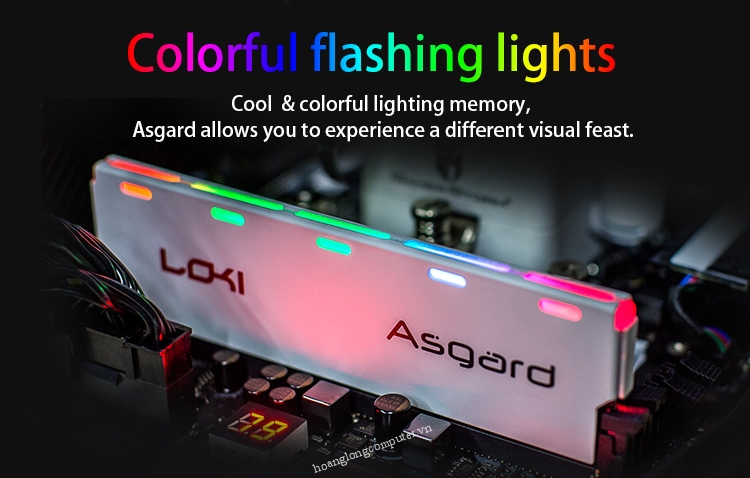 Colorful flashing lights
Cool & colorful lighting memory,
Asgard allows you to experience a different visual feast.
LOKI
Asgard
78
hoanglongcomputer.vn